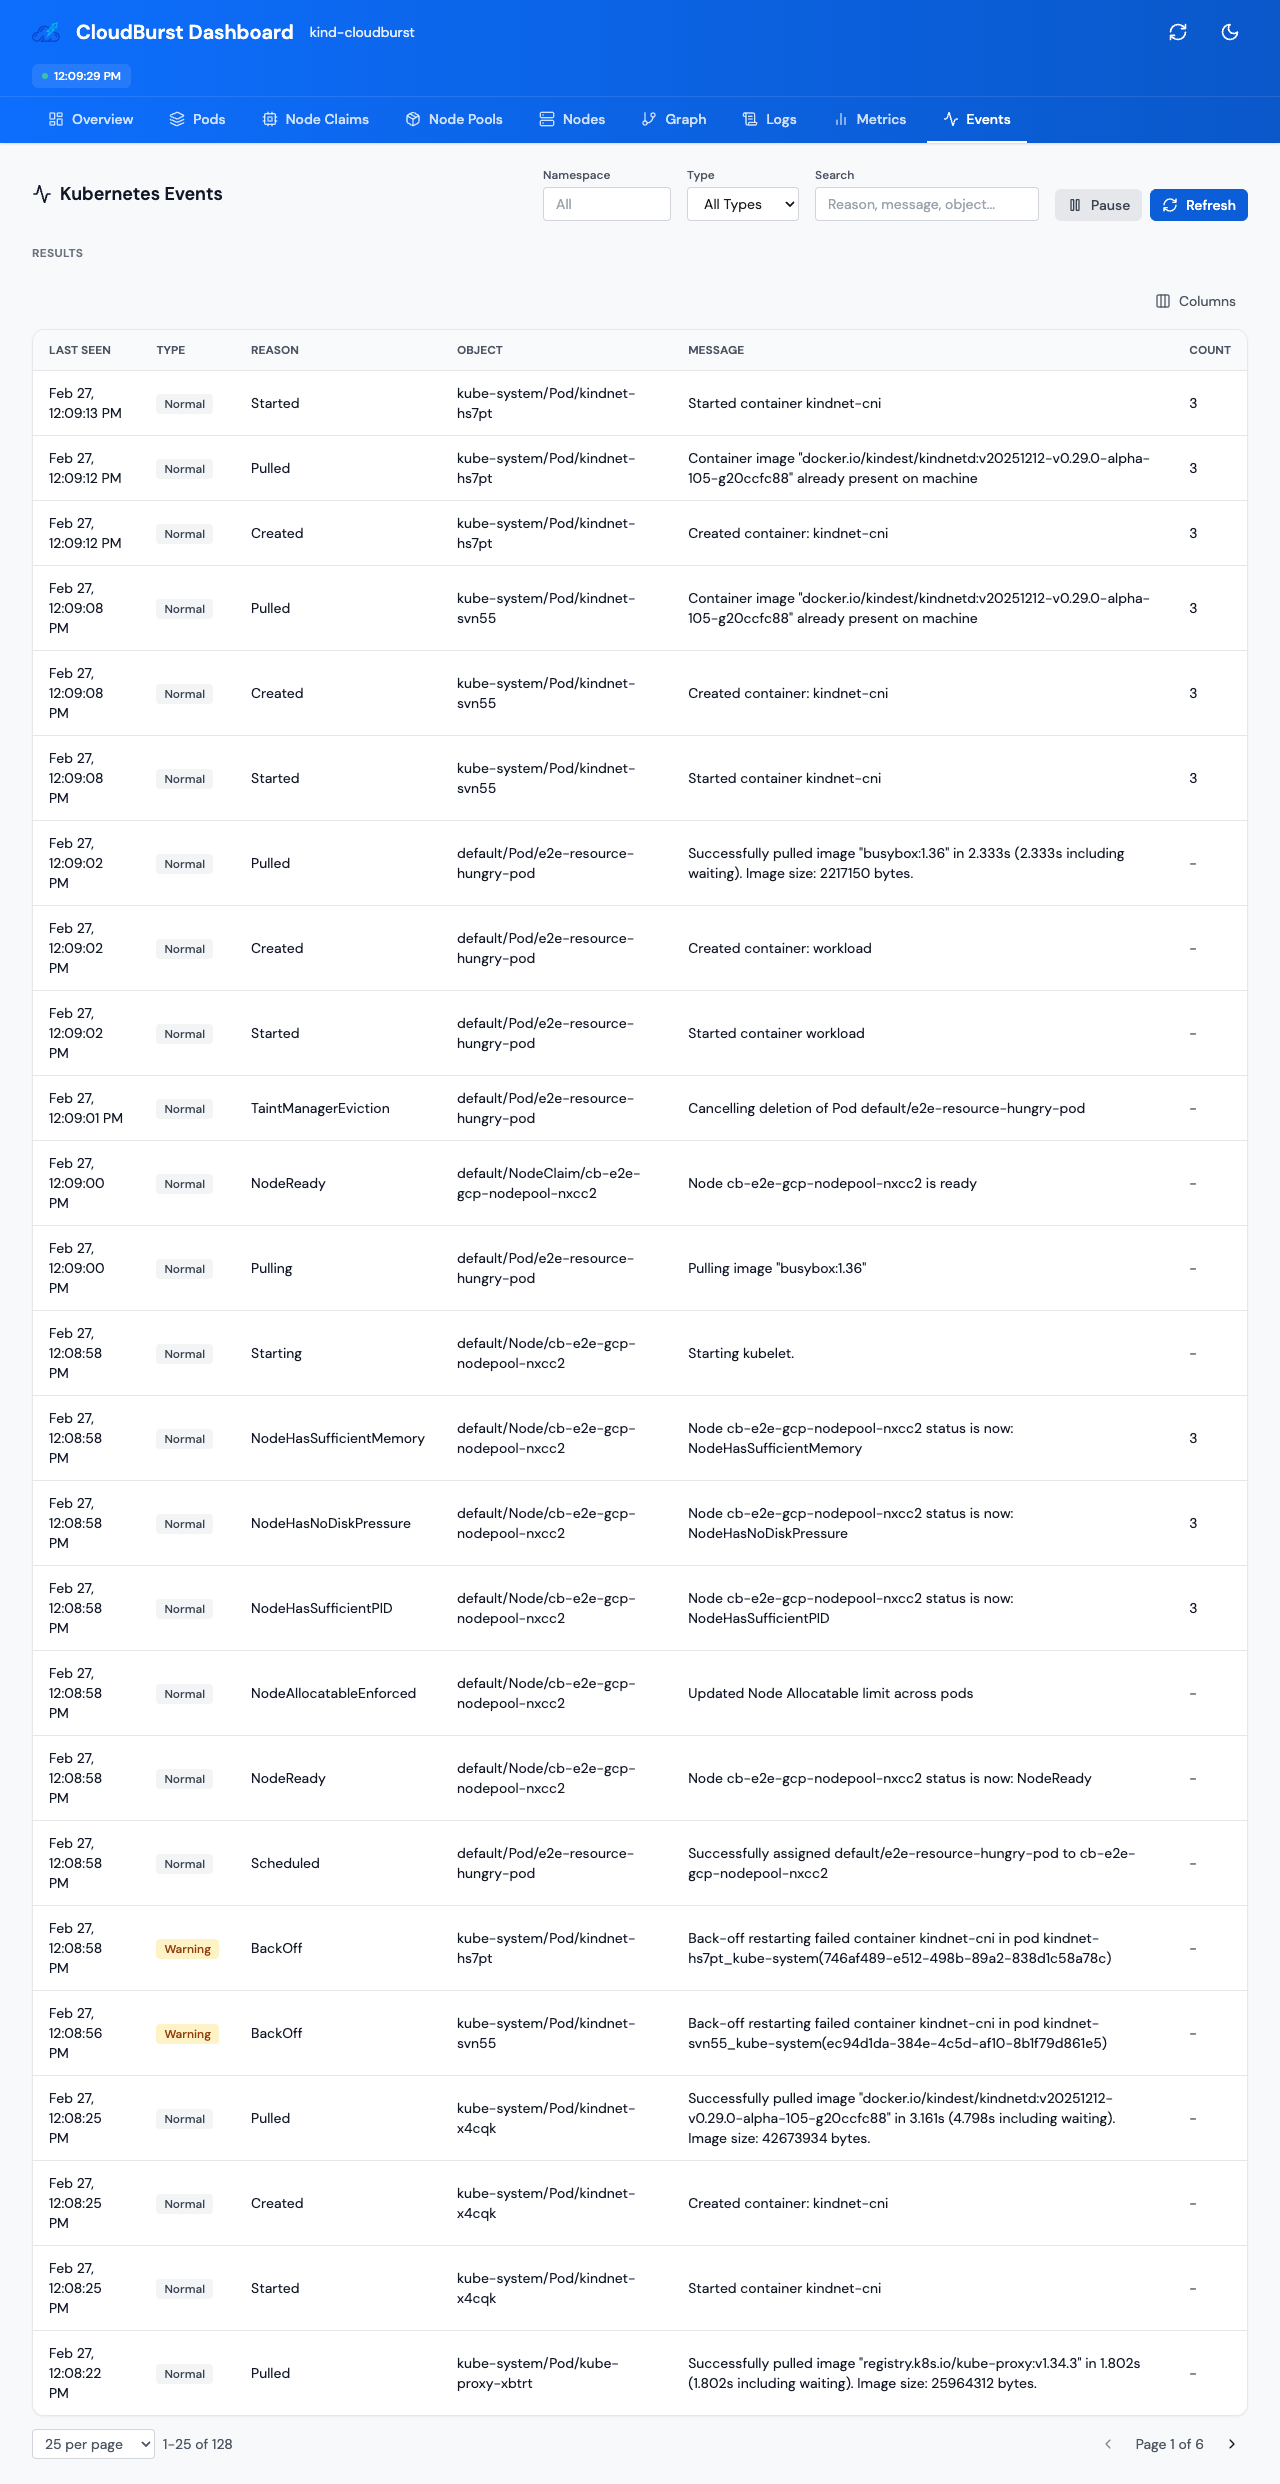 CloudBurst Dashboard kind-cloudburst
12:09:29 PM
Overview Pods Node Claims Node Pools Nodes Graph Logs Metrics Events
Kubernetes Events
Namespace
All
Type
All Types
Search
Reason, message, object...
Pause
Refresh
RESULTS
Columns
LAST SEEN TYPE REASON OBJECT MESSAGE COUNT
Feb 27,
12:09:13 PM
Normal
Started
kube-system/Pod/kindnet-
hs7pt
Started container kindnet-cni
3
Feb 27,
12:09:12 PM
Normal
Pulled
kube-system/Pod/kindnet-
hs7pt
Container image "docker.io/kindest/kindnetd:v20251212-v0.29.0-alpha-
105-g20ccfc88" already present on machine
3
Feb 27,
12:09:12 PM
Normal
Created
kube-system/Pod/kindnet-
hs7pt
Created container: kindnet-cni
3
Feb 27,
12:09:08
PM
Normal
Pulled
kube-system/Pod/kindnet-
svn55
Container image "docker.io/kindest/kindnetd:v20251212-v0.29.0-alpha-
105-g20ccfc88" already present on machine
3
Feb 27,
12:09:08
PM
Normal
Created
kube-system/Pod/kindnet-
svn55
Created container: kindnet-cni
3
Feb 27,
12:09:08
PM
Normal
Started
kube-system/Pod/kindnet-
svn55
Started container kindnet-cni
3
Feb 27,
12:09:02
PM
Normal
Pulled
default/Pod/e2e-resource-
hungry-pod
Successfully pulled image "busybox:1.36" in 2.333s (2.333s including
waiting). Image size: 2217150 bytes.
-
Feb 27,
12:09:02
PM
Normal
Created
default/Pod/e2e-resource-
hungry-pod
Created container: workload
-
Feb 27,
12:09:02
PM
Normal
Started
default/Pod/e2e-resource-
hungry-pod
Started container workload
-
Feb 27,
12:09:01 PM
Normal
TaintManagerEviction
default/Pod/e2e-resource-
hungry-pod
Cancelling deletion of Pod default/e2e-resource-hungry-pod
-
Feb 27,
12:09:00
PM
Normal
NodeReady
default/NodeClaim/cb-e2e-
gcp-nodepool-nxcc2
Node cb-e2e-gcp-nodepool-nxcc2 is ready
-
Feb 27,
12:09:00
PM
Normal
Pulling
default/Pod/e2e-resource-
hungry-pod
Pulling image "busybox:1.36"
-
Feb 27,
12:08:58
PM
Normal
Starting
default/Node/cb-e2e-gcp-
nodepool-nxcc2
Starting kubelet.
-
Feb 27,
12:08:58
PM
Normal
NodeHasSufficientMemory
default/Node/cb-e2e-gcp-
nodepool-nxcc2
Node cb-e2e-gcp-nodepool-nxcc2 status is now:
NodeHasSufficientMemory
3
Feb 27,
12:08:58
PM
Normal
NodeHasNoDiskPressure
default/Node/cb-e2e-gcp-
nodepool-nxcc2
Node cb-e2e-gcp-nodepool-nxcc2 status is now:
NodeHasNoDiskPressure
3
Feb 27,
12:08:58
PM
Normal
NodeHasSufficientPID
default/Node/cb-e2e-gcp-
nodepool-nxcc2
Node cb-e2e-gcp-nodepool-nxcc2 status is now:
NodeHasSufficientPID
3
Feb 27,
12:08:58
PM
Normal
NodeAllocatableEnforced
default/Node/cb-e2e-gcp-
nodepool-nxcc2
Updated Node Allocatable limit across pods
-
Feb 27,
12:08:58
PM
Normal
NodeReady
default/Node/cb-e2e-gcp-
nodepool-nxcc2
Node cb-e2e-gcp-nodepool-nxcc2 status is now: NodeReady
-
Feb 27,
12:08:58
PM
Normal
Scheduled
default/Pod/e2e-resource-
hungry-pod
Successfully assigned default/e2e-resource-hungry-pod to cb-e2e-
gcp-nodepool-nxcc2
-
Feb 27,
12:08:58
PM
Warning
BackOff
kube-system/Pod/kindnet-
hs7pt
Back-off restarting failed container kindnet-cni in pod kindnet-
hs7pt_kube-system(746af489-e512-498b-89a2-838d1c58a78c)
-
Feb 27,
12:08:56
PM
Warning
BackOff
kube-system/Pod/kindnet-
svn55
Back-off restarting failed container kindnet-cni in pod kindnet-
svn55_kube-system(ec94d1da-384e-4c5d-af10-8b1f79d861e5)
-
Feb 27,
12:08:25
PM
Normal
Pulled
kube-system/Pod/kindnet-
x4cqk
Successfully pulled image "docker.io/kindest/kindnetd:v20251212-
v0.29.0-alpha-105-g20ccfc88" in 3.161s (4.798s including waiting).
Image size: 42673934 bytes.
-
Feb 27,
12:08:25
PM
Normal
Created
kube-system/Pod/kindnet-
x4cqk
Created container: kindnet-cni
-
Feb 27,
12:08:25
PM
Normal
Started
kube-system/Pod/kindnet-
x4cqk
Started container kindnet-cni
-
Feb 27,
12:08:22
PM
Normal
Pulled
kube-system/Pod/kube-
proxy-xbtrt
Successfully pulled image "registry.k8s.io/kube-proxy:v1.34.3" in 1.802s
(1.802s including waiting). Image size: 25964312 bytes.
-
25 per page 1-25 of 128 Page 1 of 6